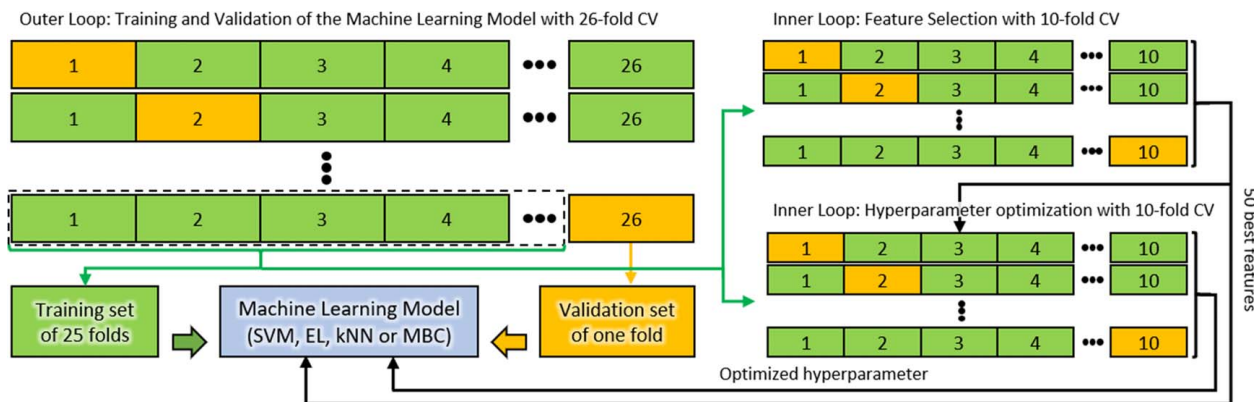 Outer Loop: Training and Validation of the Machine Learning Model with 26-fold CV
1 2 3 4 ••• 26
1 2 3 4 ••• 26
1 2 3 4 ••• 26
Training set
of 25 folds
Machine Learning Model
(SVM, EL, kNN or MBC)
Validation set
of one fold
Inner Loop: Feature Selection with 10-fold CV
1 2 3 4 ••• 10
1 2 3 4 ••• 10
1 2 3 4 ••• 10
Inner Loop: Hyperparameter optimization with 10-fold CV
1 2 3 4 ••• 10
1 2 3 4 ••• 10
1 2 3 4 ••• 10
Optimized hyperparameter
50 best features